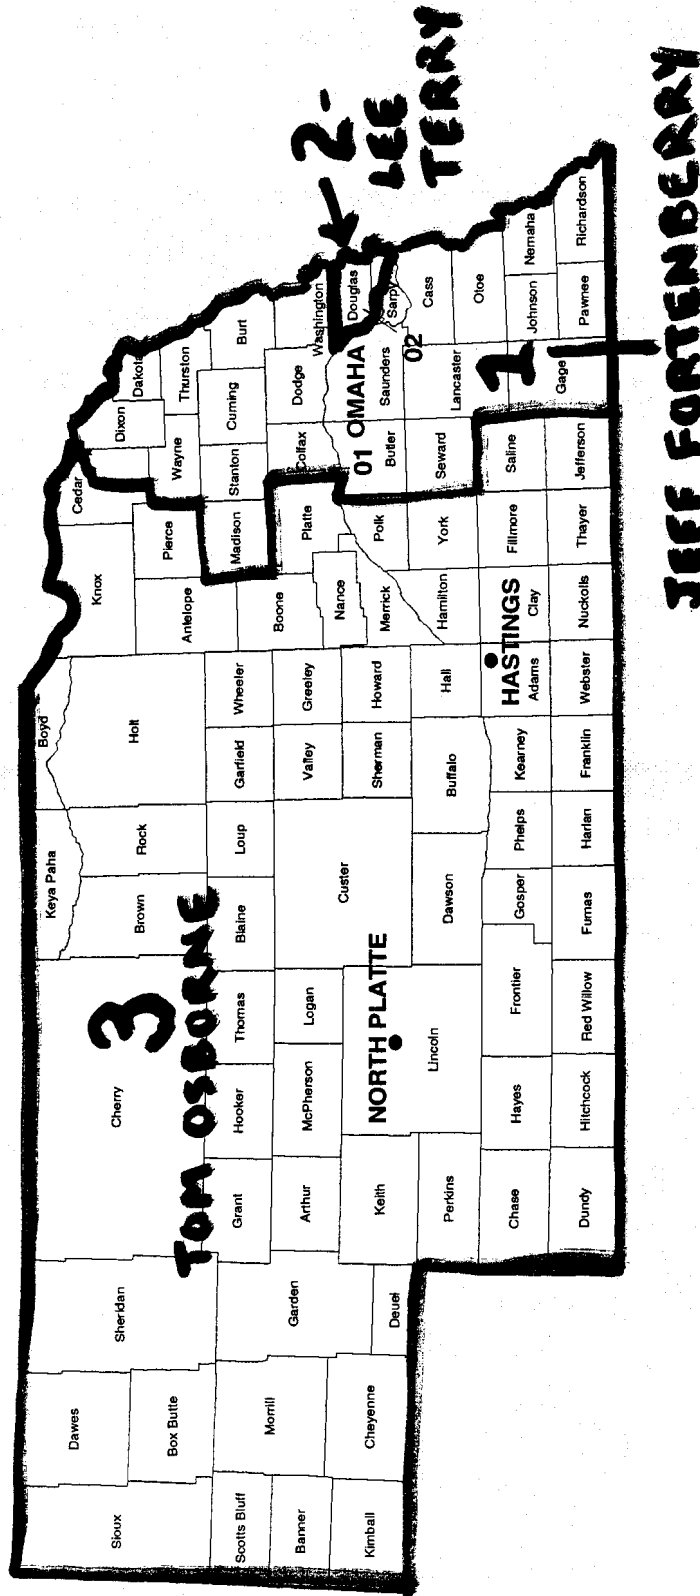 2-
LEE
TERRY
3
TOM OSBORNE
1
JEFF FORTENBERRY
Sioux
Dawes
Box Butte
Sheridan
Scotts Bluff
Banner
Kimball
Morrill
Cheyenne
Garden
Deuel
Cherry
Grant
Hooker
Thomas
Arthur
McPherson
Logan
Keith
NORTH PLATTE
Lincoln
Perkins
Chase
Hayes
Frontier
Dundy
Hitchcock
Red Willow
Keya Paha
Brown
Rock
Boyd
Holt
Blaine
Loup
Garfield
Wheeler
Custer
Valley
Greeley
Sherman
Howard
Dawson
Buffalo
Hall
Gosper
Phelps
Kearney
HASTINGS
Adams
Clay
Furnas
Harlan
Franklin
Webster
Nuckolls
Knox
Cedar
Dixon
Dakota
Antelope
Pierce
Wayne
Thurston
Boone
Madison
Stanton
Cuming
Burt
Nance
Platte
Colfax
Dodge
Washington
Merrick
Polk
Butler
Saunders
Douglas
Sarpy
01 OMAHA
02
Hamilton
York
Seward
Lancaster
Cass
Otoe
Fillmore
Saline
Thayer
Jefferson
Gage
Johnson
Nemaha
Pawnee
Richardson